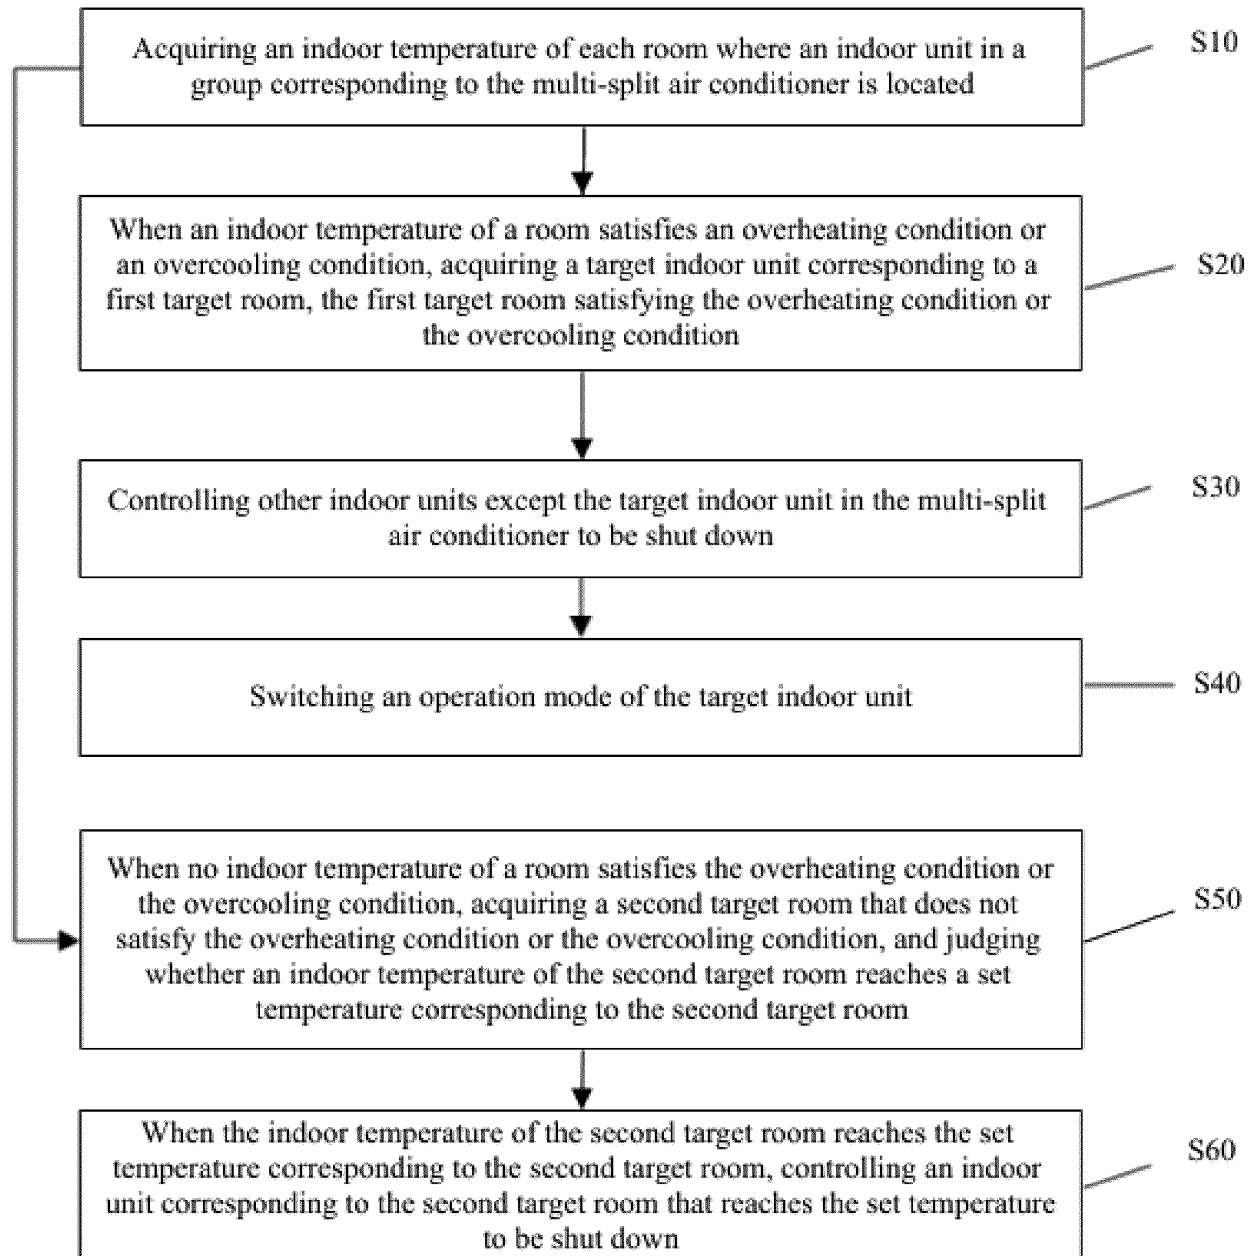 Acquiring an indoor temperature of each room where an indoor unit in a
group corresponding to the multi-split air conditioner is located
S10
When an indoor temperature of a room satisfies an overheating condition or
an overcooling condition, acquiring a target indoor unit corresponding to a
first target room, the first target room satisfying the overheating condition or
the overcooling condition
S20
Controlling other indoor units except the target indoor unit in the multi-split
air conditioner to be shut down
S30
Switching an operation mode of the target indoor unit
S40
When no indoor temperature of a room satisfies the overheating condition or
the overcooling condition, acquiring a second target room that does not
satisfy the overheating condition or the overcooling condition, and judging
whether an indoor temperature of the second target room reaches a set
temperature corresponding to the second target room
S50
When the indoor temperature of the second target room reaches the set
temperature corresponding to the second target room, controlling an indoor
unit corresponding to the second target room that reaches the set temperature
to be shut down
S60